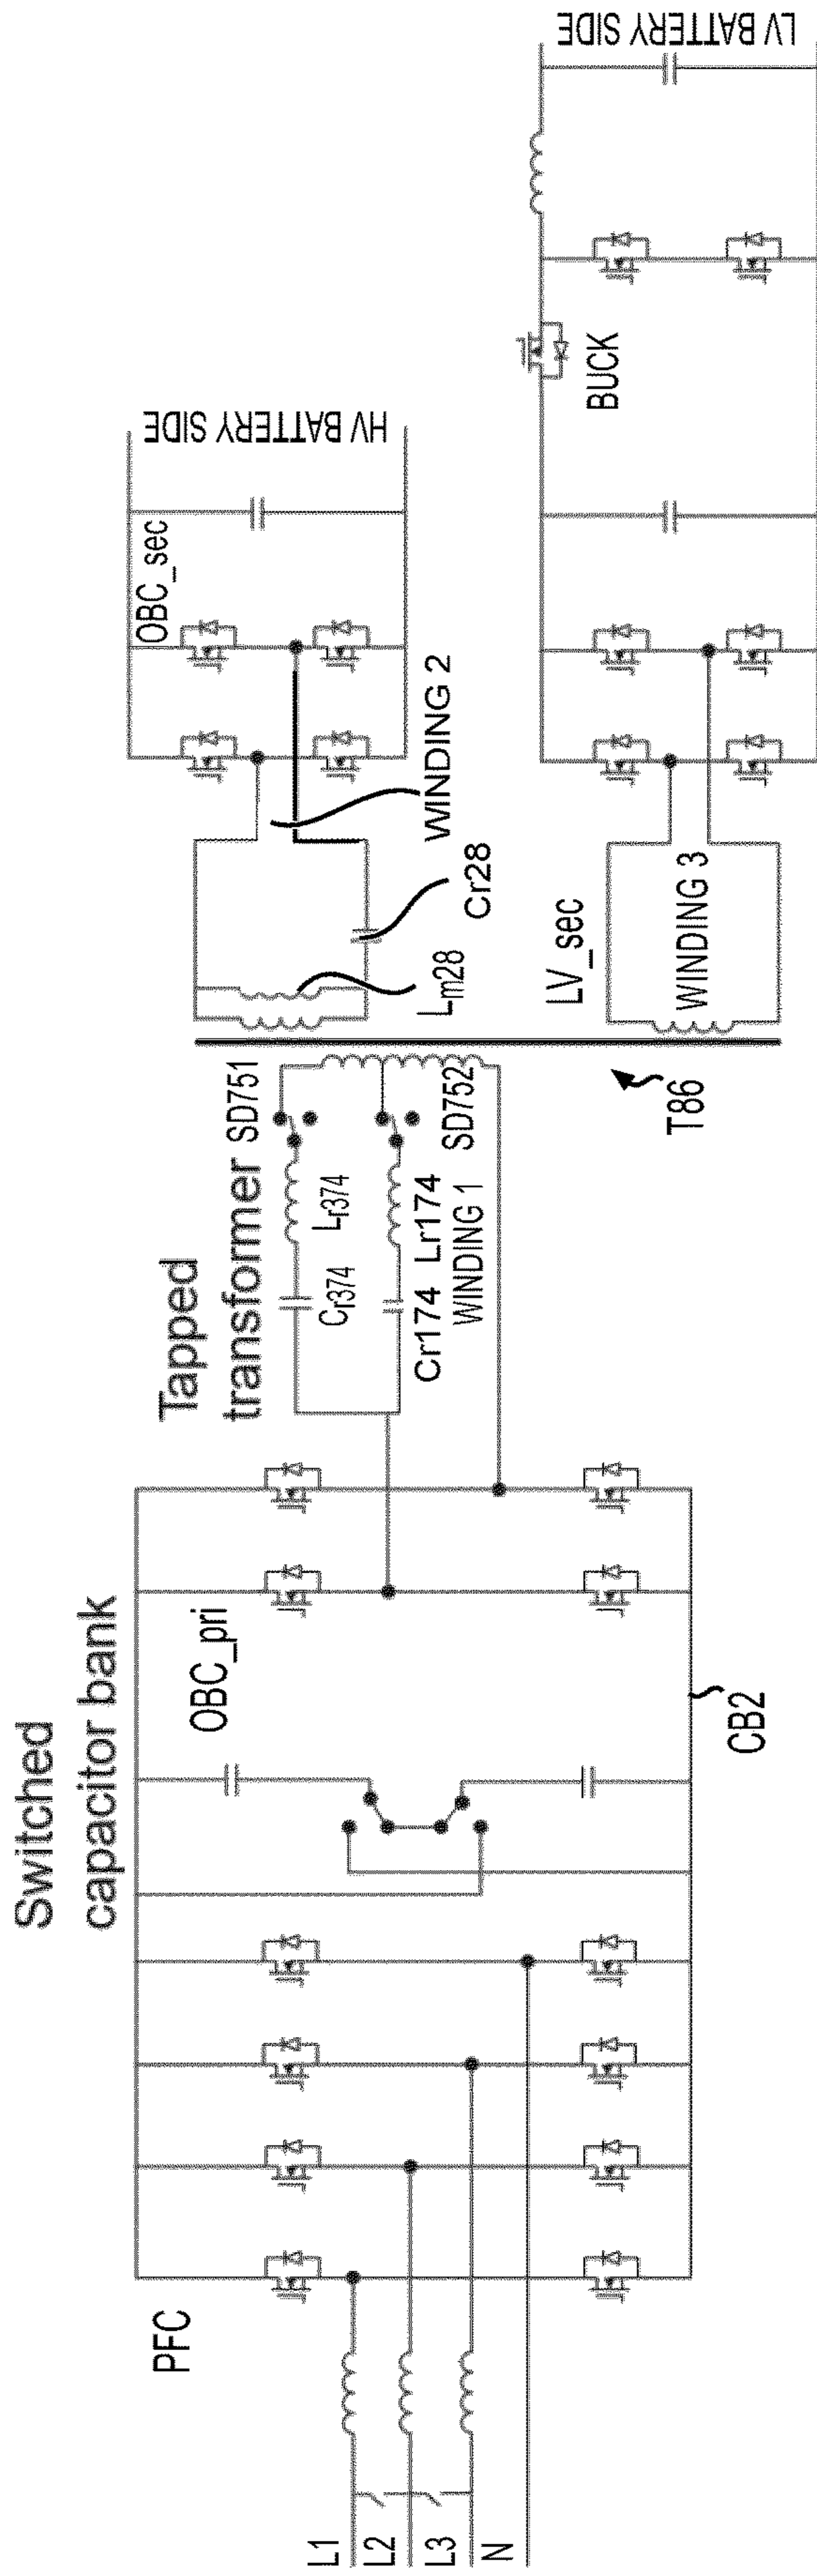 Switched
capacitor bank
Tapped
transformer
PFC
L1
L2
L3
N
OBC_pri
CB2
SD751
Lr374
Cr374
SD752
Cr174 Lr174
WINDING 1
T86
Lm28
Cr28
WINDING 2
OBC_sec
HV BATTERY SIDE
LV_sec
WINDING 3
BUCK
LV BATTERY SIDE